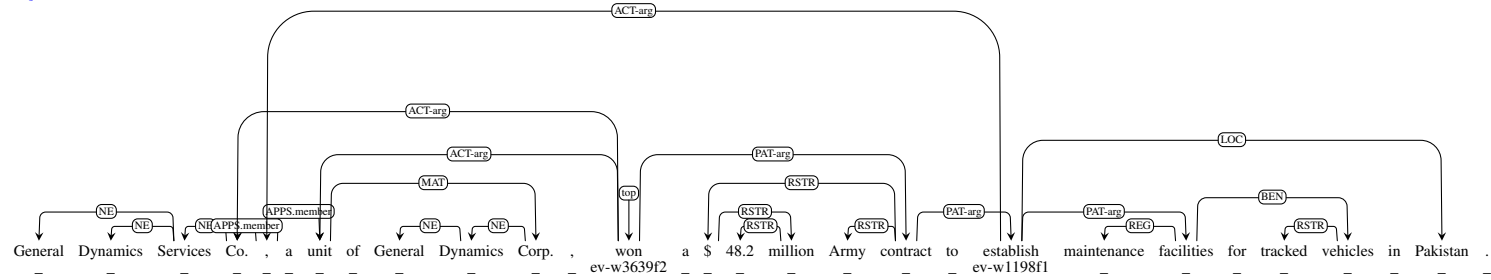 ACT-arg
ACT-arg
LOC
ACT-arg PAT-arg
MAT RSTR
top
BEN
NE APPS.member RSTR PAT-arg PAT-arg
NE NE APPS.member NE NE RSTR RSTR REG RSTR
General Dynamics Services Co. , a unit of General Dynamics Corp. , won a $ 48.2 million Army contract to establish maintenance facilities for tracked vehicles in Pakistan .
_ _ _ _ _ _ _ _ _ _ _ _ ev-w3639f2 _ _ _ _ _ _ _ ev-w1198f1 _ _ _ _ _ _ _ _